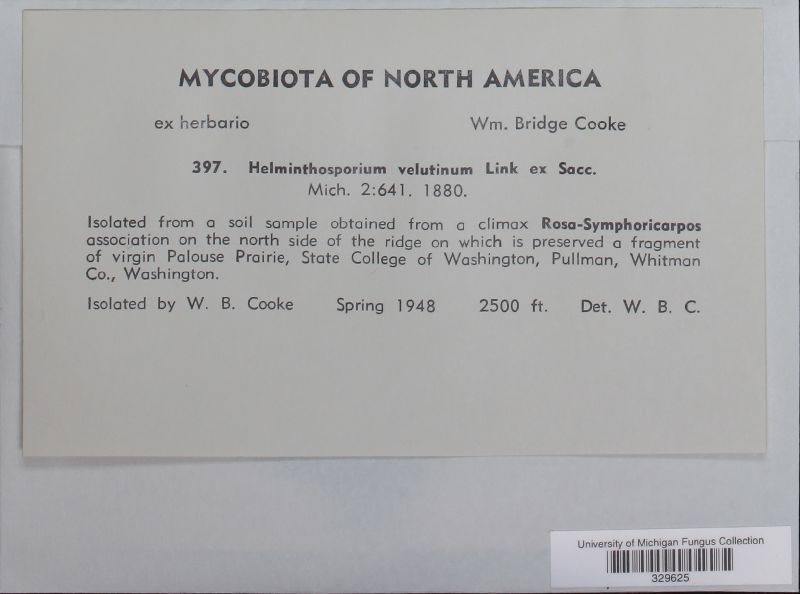 MYCOBIOTA OF NORTH AMERICA
ex herbario Wm. Bridge Cooke
397. Helminthosporium velutinum Link ex Sacc.
Mich. 2:641. 1880.
Isolated from a soil sample obtained from a climax Rosa-Symphoricarpos
association on the north side of the ridge on which is preserved a fragment
of virgin Palouse Prairie, State College of Washington, Pullman, Whitman
Co., Washington.
Isolated by W. B. Cooke Spring 1948 2500 ft. Det. W. B. C.
University of Michigan Fungus Collection
329625